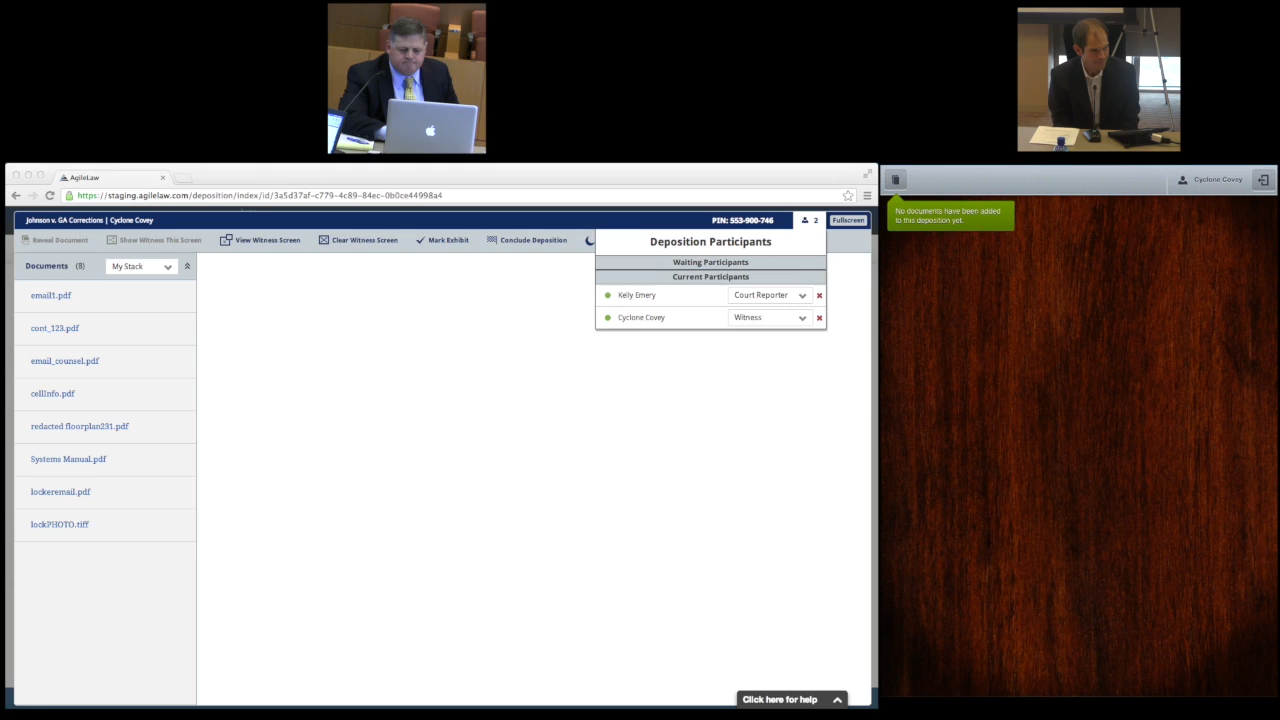 AgileLaw
https://staging.agilelaw.com/deposition/index/id/3a5d37af-c779-4c89-84ec-0b0ce44998a4
Johnson v. GA Corrections | Cyclone Covey
PIN: 553-900-746
2
Fullscreen
Reveal Document
Show Witness This Screen
View Witness Screen
Clear Witness Screen
Mark Exhibit
Conclude Deposition
Documents (8)
My Stack
email1.pdf
cont_123.pdf
email_counsel.pdf
cellInfo.pdf
redacted floorplan231.pdf
Systems Manual.pdf
lockeremail.pdf
lockPHOTO.tiff
Deposition Participants
Waiting Participants
Current Participants
Kelly Emery
Court Reporter
Cyclone Covey
Witness
Click here for help
Cyclone Covey
No documents have been added
to this deposition yet.